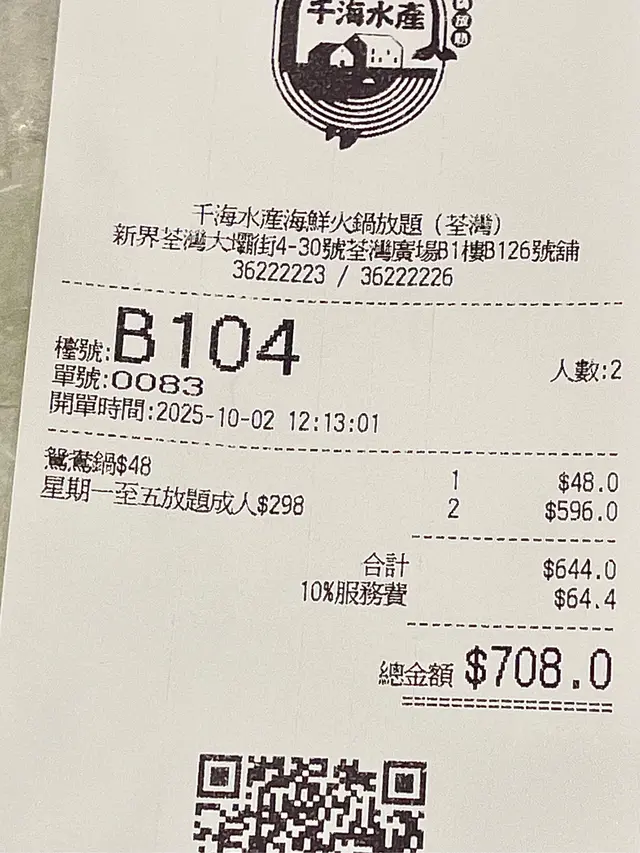 千海水產
千海水産海鮮火鍋放題（荃灣）
新界荃灣大壩街4-30號荃灣廣場B1樓B126號舖
36222223 / 36222226
檯號:B104
人數:2
單號:0083
開單時間:2025-10-02 12:13:01
鴛鴦鍋$48 1 $48.0
星期一至五放題成人$298 2 $596.0
合計 $644.0
10%服務費 $64.4
總金額 $708.0